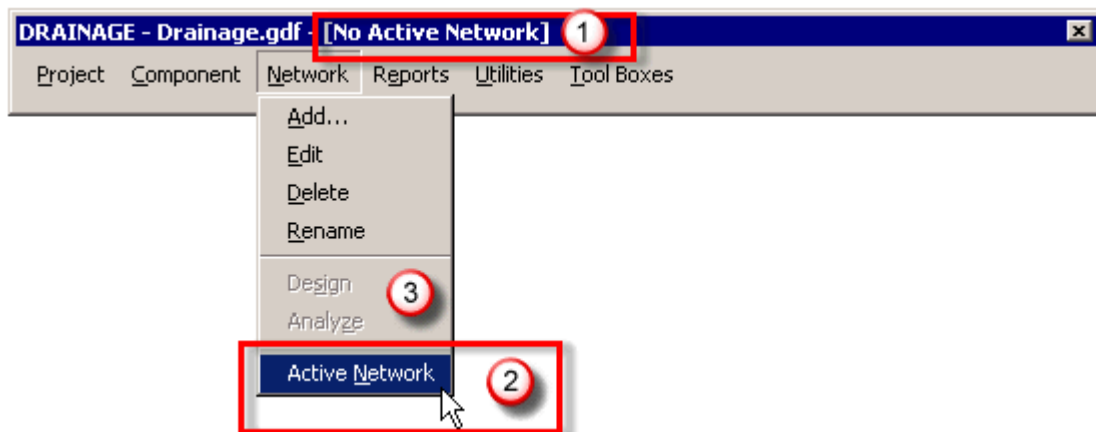 DRAINAGE - Drainage.gdf - [No Active Network] 1
Project Component Network Reports Utilities Tool Boxes
Add...
Edit
Delete
Rename
Design
3
Analyze
Active Network 2